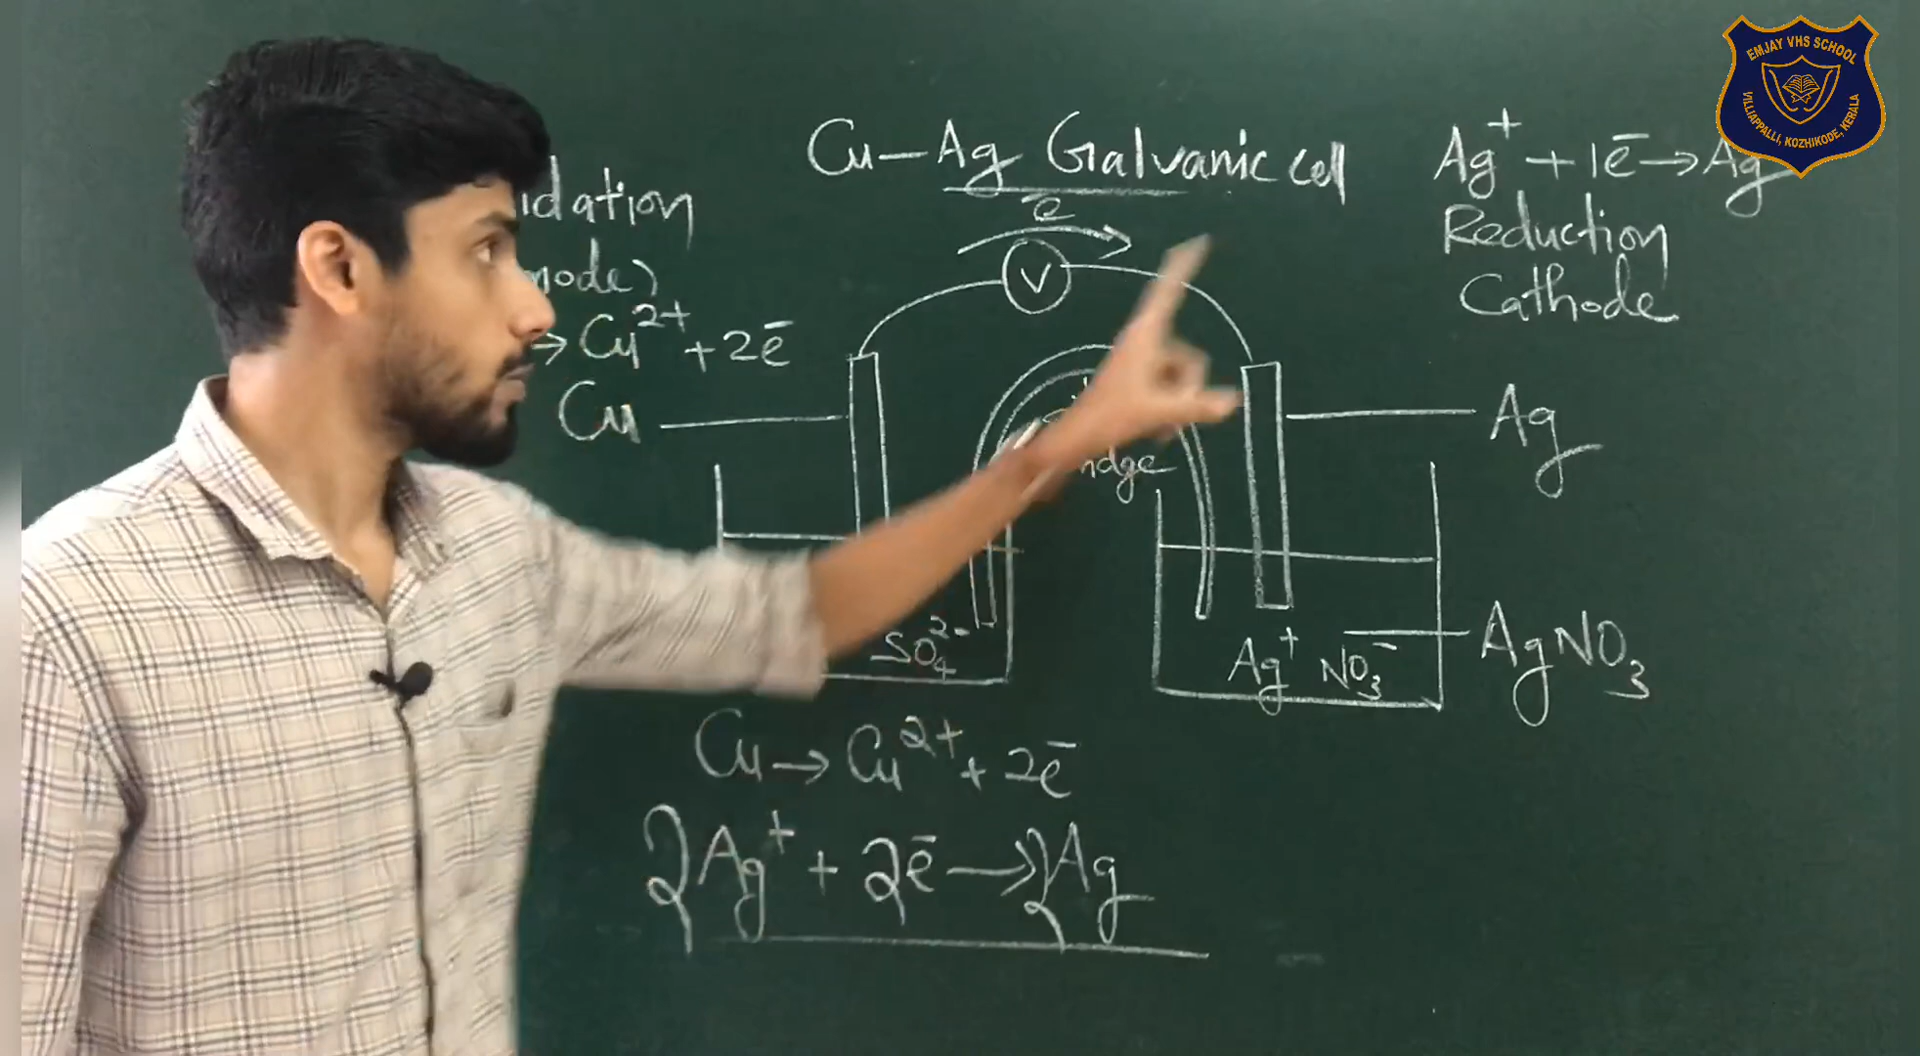 EMJAY VHS SCHOOL
VILLIAPPALLI, KOZHIKODE, KERALA
Cu—Ag Galvanic cell
e⁻
V
Ag⁺ + 1e⁻ → Ag
Reduction
Cathode
idation
node)
→ Cu²⁺ + 2e⁻
Cu
Ag
idge
SO₄²⁻
Ag⁺ NO₃⁻
AgNO₃
Cu → Cu²⁺ + 2e⁻
2Ag⁺ + 2e⁻ → 2Ag